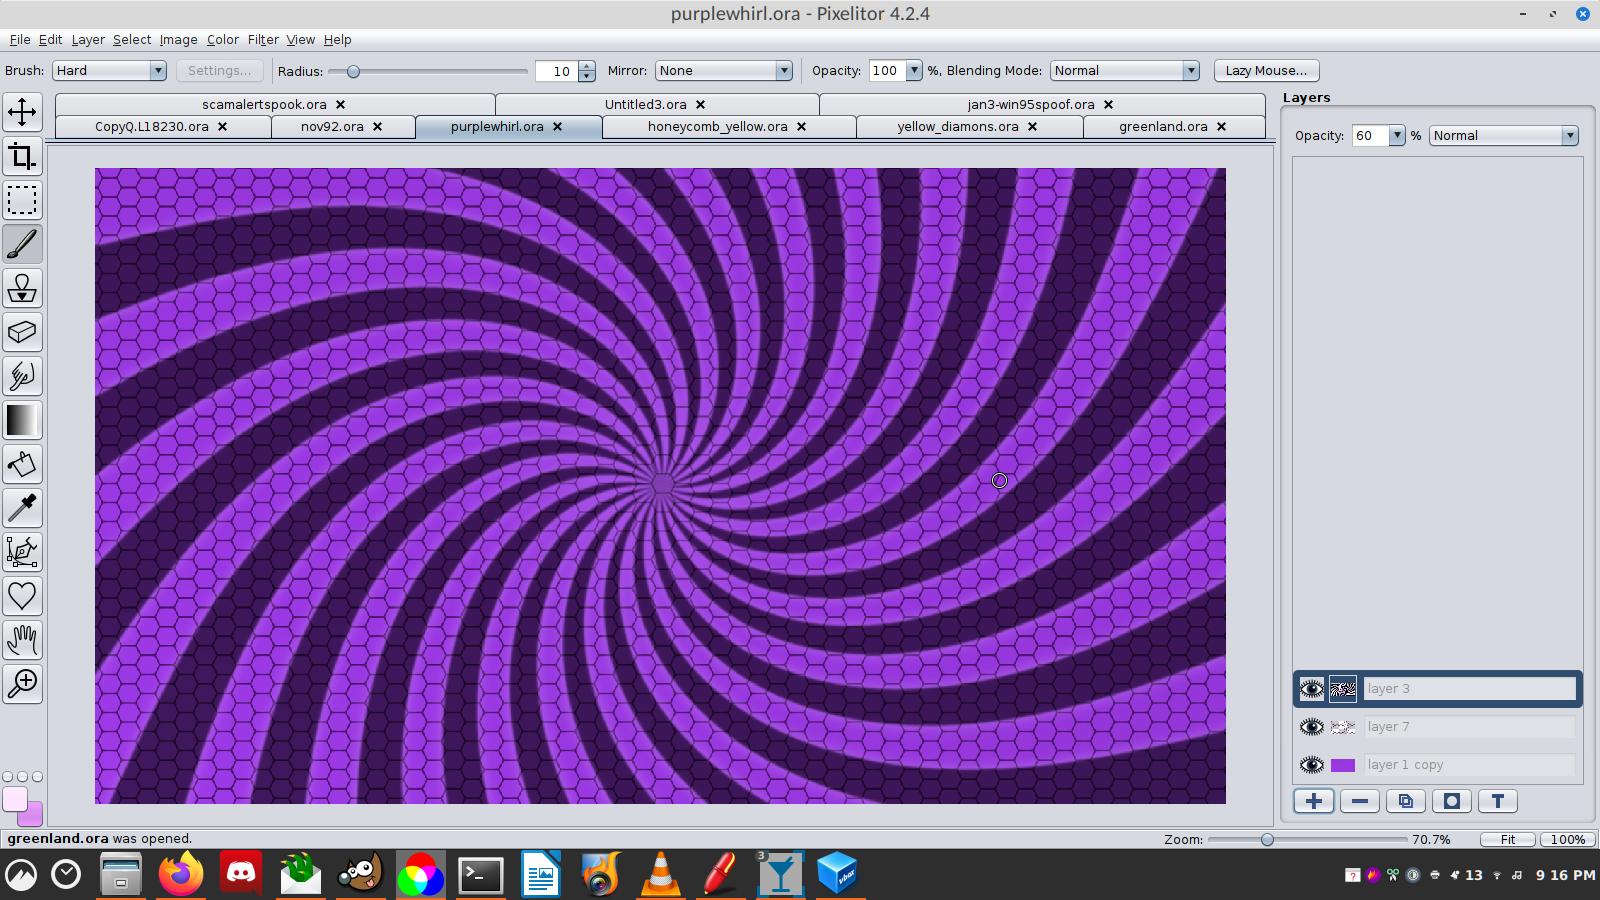 purplewhirl.ora - Pixelitor 4.2.4
File Edit Layer Select Image Color Filter View Help
Brush: Hard Settings... Radius: 10 Mirror: None Opacity: 100 %, Blending Mode: Normal Lazy Mouse...
scamalertspook.ora Untitled3.ora jan3-win95spoof.ora
CopyQ.L18230.ora nov92.ora purplewhirl.ora honeycomb_yellow.ora yellow_diamons.ora greenland.ora
Layers
Opacity: 60 % Normal
layer 3
layer 7
layer 1 copy
T
greenland.ora was opened. Zoom: 70.7% Fit 100%
3
vbox
?
13
9 16 PM